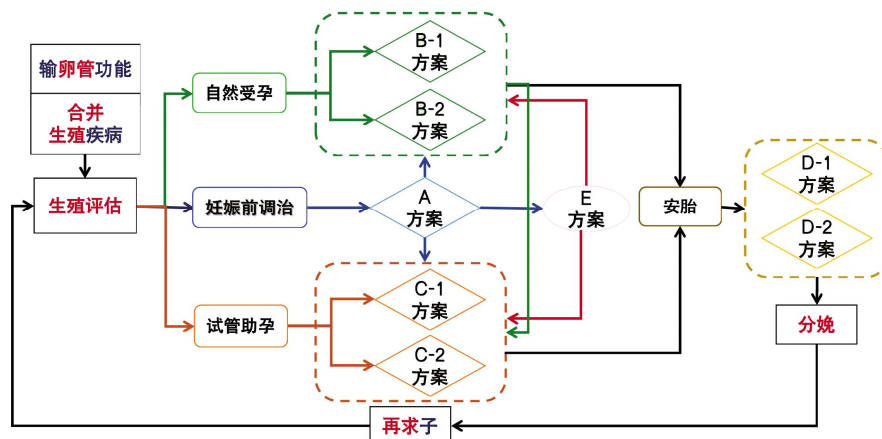 输卵管功能
合并
生殖疾病
生殖评估
自然受孕
妊娠前调治
试管助孕
B-1
方案
B-2
方案
A
方案
C-1
方案
C-2
方案
E
方案
安胎
D-1
方案
D-2
方案
分娩
再求子